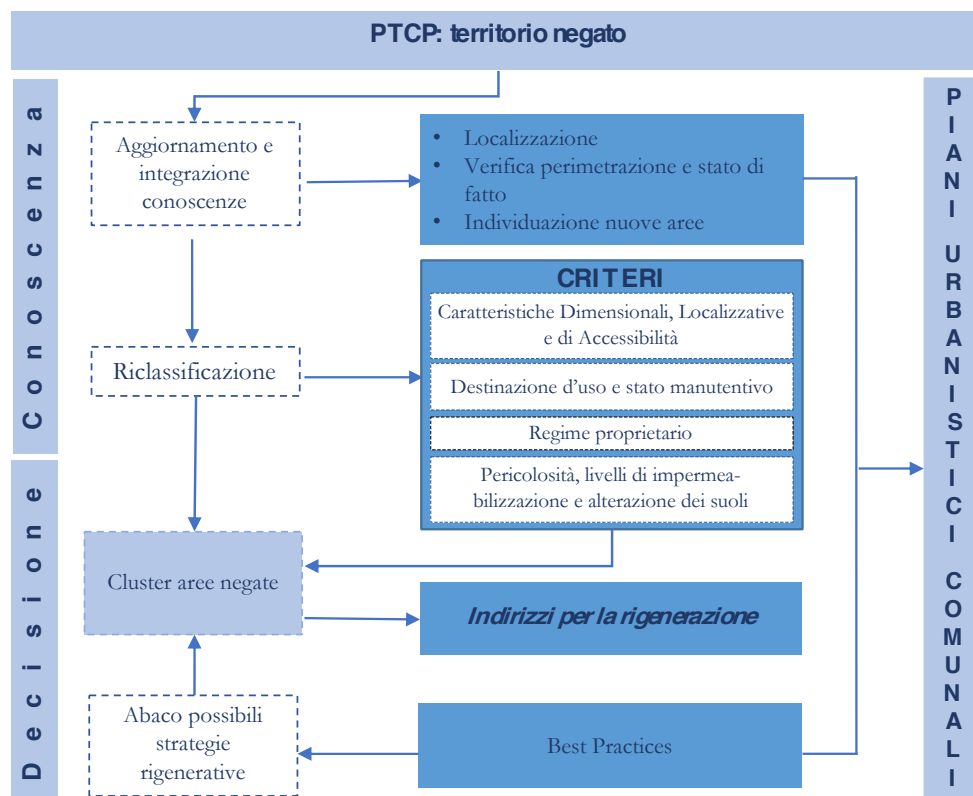 PTCP: territorio negato
Conoscenza
Aggiornamento e
integrazione
conoscenze
• Localizzazione
• Verifica perimetrazione e stato di
fatto
• Individuazione nuove aree
CRITERI
Caratteristiche Dimensionali, Localizzative
e di Accessibilità
Riclassificazione
Destinazione d'uso e stato manutentivo
Regime proprietario
Pericolosità, livelli di impermea-
bilizzazione e alterazione dei suoli
Decisione
Cluster aree negate
Indirizzi per la rigenerazione
Abaco possibili
strategie
rigenerative
Best Practices
PIANI URBANISTICI COMUNALI